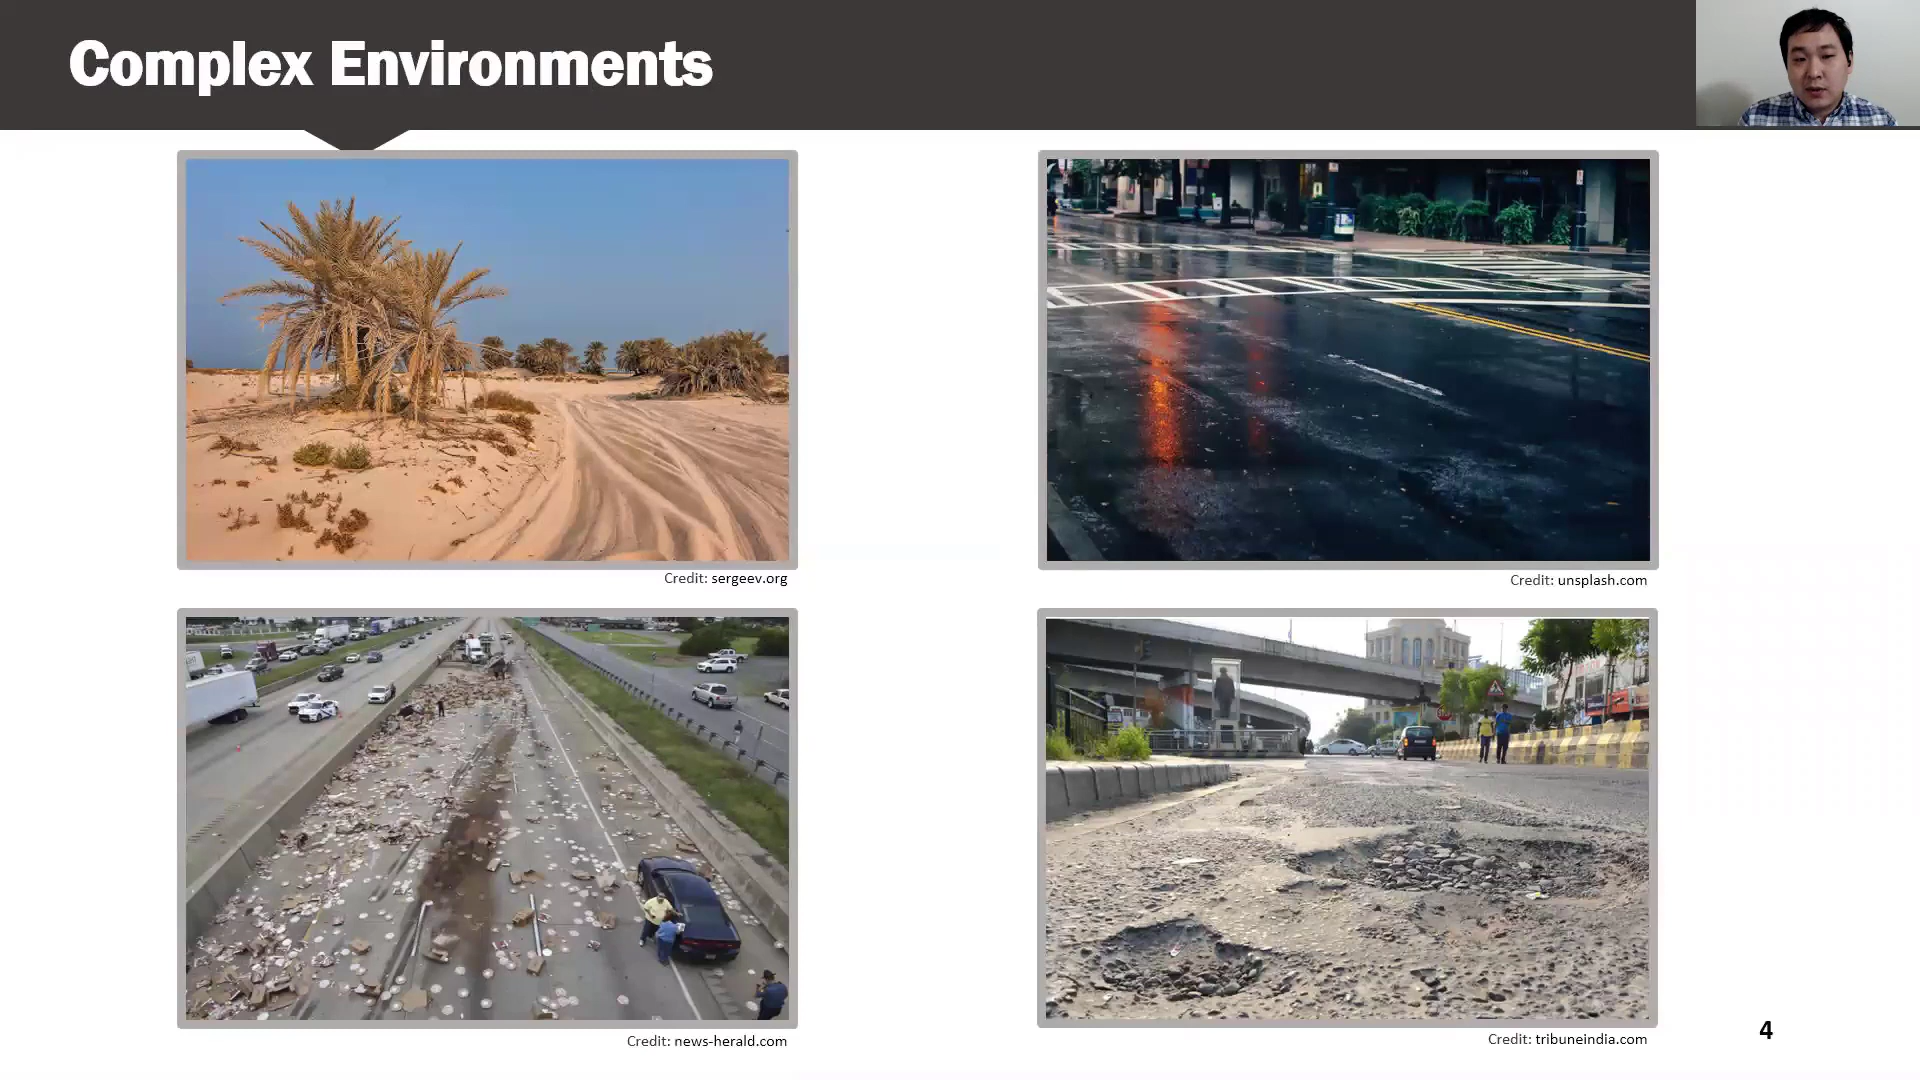 Complex Environments
Credit: sergeev.org
Credit: unsplash.com
Credit: news-herald.com
Credit: tribuneindia.com
4